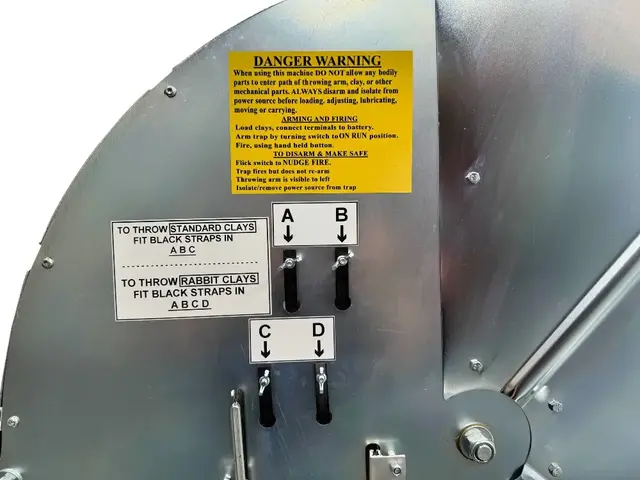 DANGER WARNING
When using this machine DO NOT allow any bodily
parts to enter path of throwing arm, clay, or other
mechanical parts. ALWAYS disarm and isolate from
power source before loading, adjusting, lubricating,
moving or carrying.
ARMING AND FIRING
Load clays, connect terminals to battery.
Arm trap by turning switch to ON RUN position.
Fire, using hand held button.
TO DISARM & MAKE SAFE
Flick switch to NUDGE FIRE.
Trap fires but does not re-arm
Throwing arm is visible to left
Isolate/remove power source from trap
A B
TO THROW STANDARD CLAYS
FIT BLACK STRAPS IN
A B C
TO THROW RABBIT CLAYS
FIT BLACK STRAPS IN
A B C D
C D